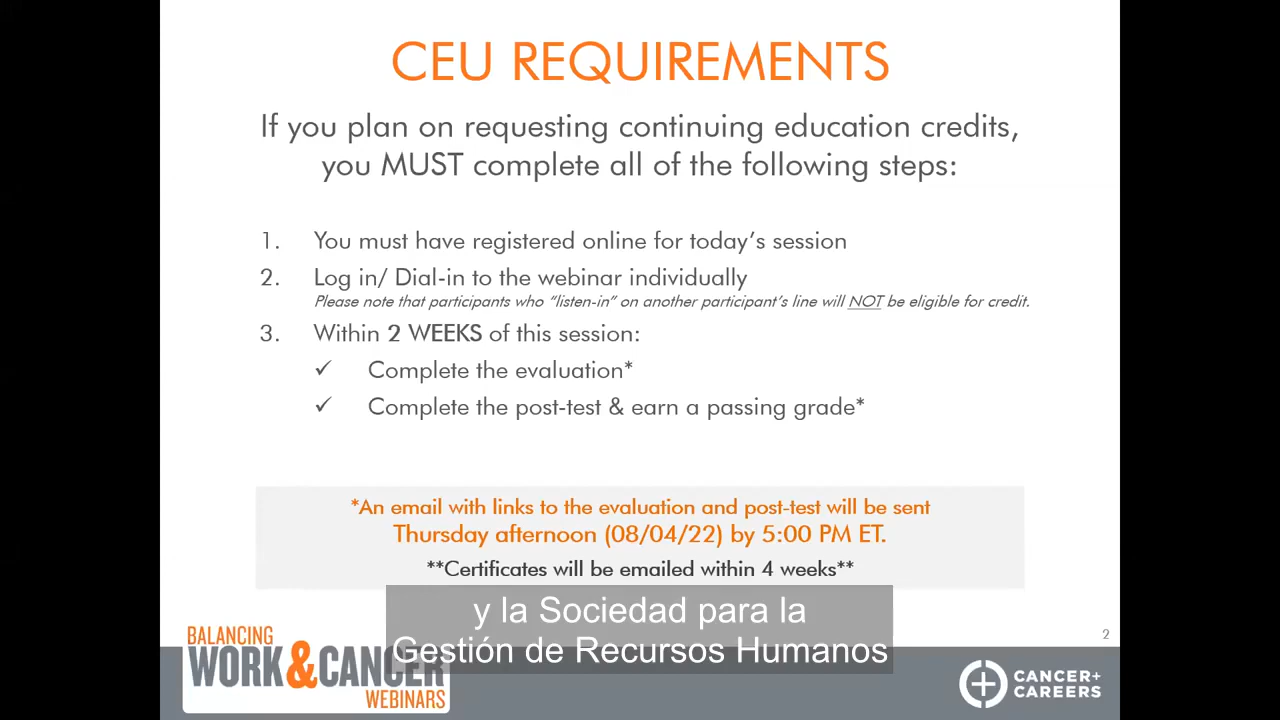 CEU REQUIREMENTS
If you plan on requesting continuing education credits,
you MUST complete all of the following steps:
1. You must have registered online for today’s session
2. Log in/ Dial-in to the webinar individually
Please note that participants who “listen-in” on another participant’s line will NOT be eligible for credit.
3. Within 2 WEEKS of this session:
✓ Complete the evaluation*
✓ Complete the post-test & earn a passing grade*
*An email with links to the evaluation and post-test will be sent
Thursday afternoon (08/04/22) by 5:00 PM ET.
**Certificates will be emailed within 4 weeks**
y la Sociedad para la
Gestión de Recursos Humanos
2
BALANCING
WORK&CANCER
WEBINARS
CANCER+
CAREERS